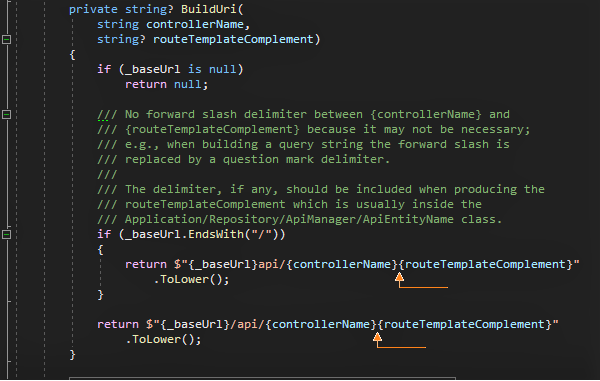 private string? BuildUri(
string controllerName,
string? routeTemplateComplement)
{
if (_baseUrl is null)
return null;
/// No forward slash delimiter between {controllerName} and
/// {routeTemplateComplement} because it may not be necessary;
/// e.g., when building a query string the forward slash is
/// replaced by a question mark delimiter.
///
/// The delimiter, if any, should be included when producing the
/// routeTemplateComplement which is usually inside the
/// Application/Repository/ApiManager/ApiEntityName class.
if (_baseUrl.EndsWith("/"))
{
return $"{_baseUrl}api/{controllerName}{routeTemplateComplement}"
.ToLower();
}
return $"{_baseUrl}/api/{controllerName}{routeTemplateComplement}"
.ToLower();
}